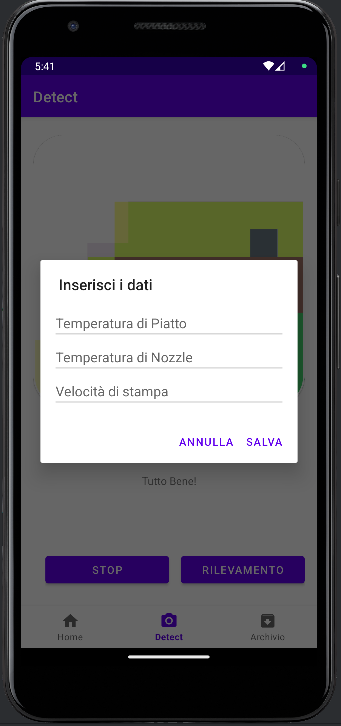 5:41
Detect
Inserisci i dati
Temperatura di Piatto
Temperatura di Nozzle
Velocità di stampa
ANNULLA SALVA
Tutto Bene!
STOP RILEVAMENTO
Home Detect Archivio